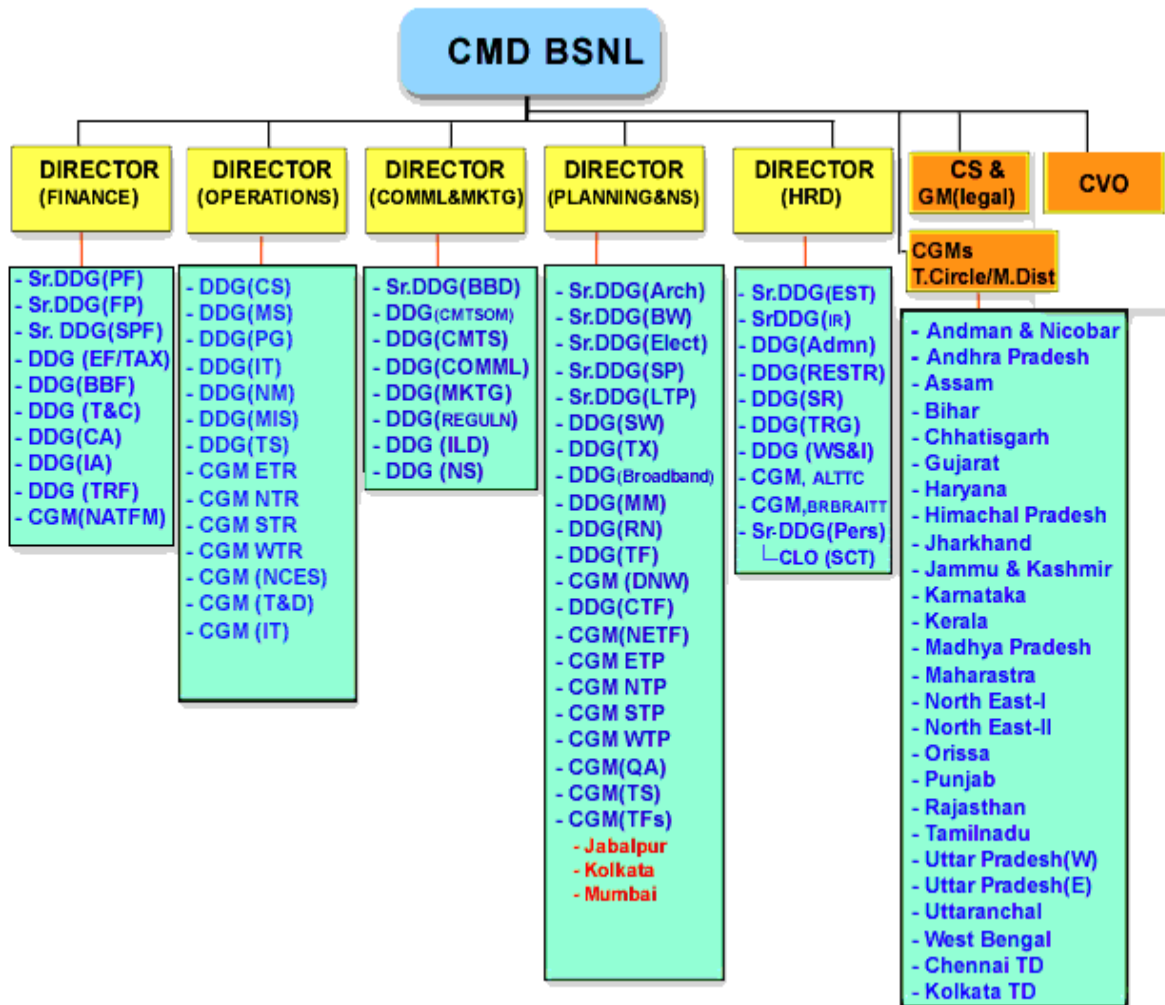 CMD BSNL
DIRECTOR
(FINANCE)
- Sr.DDG(PF)
- Sr.DDG(FP)
- Sr. DDG(SPF)
- DDG (EF/TAX)
- DDG(BBF)
- DDG (T&C)
- DDG(CA)
- DDG(IA)
- DDG (TRF)
- CGM(NATFM)
DIRECTOR
(OPERATIONS)
- DDG(CS)
- DDG(MS)
- DDG(PG)
- DDG(IT)
- DDG(NM)
- DDG(MIS)
- DDG(TS)
- CGM ETR
- CGM NTR
- CGM STR
- CGM WTR
- CGM (NCES)
- CGM (T&D)
- CGM (IT)
DIRECTOR
(COMML&MKTG)
- Sr.DDG(BBD)
- DDG(CMTSOM)
- DDG(CMTS)
- DDG(COMML)
- DDG(MKTG)
- DDG(REGULN)
- DDG (ILD)
- DDG (NS)
DIRECTOR
(PLANNING&NS)
- Sr.DDG(Arch)
- Sr.DDG(BW)
- Sr.DDG(Elect)
- Sr.DDG(SP)
- Sr.DDG(LTP)
- DDG(SW)
- DDG(TX)
- DDG(Broadband)
- DDG(MM)
- DDG(RN)
- DDG(TF)
- CGM (DNW)
- DDG(CTF)
- CGM(NETF)
- CGM ETP
- CGM NTP
- CGM STP
- CGM WTP
- CGM(QA)
- CGM(TS)
- CGM(TFs)
- Jabalpur
- Kolkata
- Mumbai
DIRECTOR
(HRD)
- Sr.DDG(EST)
- SrDDG(IR)
- DDG(Admn)
- DDG(RESTR)
- DDG(SR)
- DDG(TRG)
- DDG (WS&I)
- CGM, ALTTC
- CGM,BRBRAITT
- Sr-DDG(Pers)
CLO (SCT)
CS &
GM(legal)
CVO
CGMs
T.Circle/M.Dist
- Andman & Nicobar
- Andhra Pradesh
- Assam
- Bihar
- Chhatisgarh
- Gujarat
- Haryana
- Himachal Pradesh
- Jharkhand
- Jammu & Kashmir
- Karnataka
- Kerala
- Madhya Pradesh
- Maharastra
- North East-I
- North East-II
- Orissa
- Punjab
- Rajasthan
- Tamilnadu
- Uttar Pradesh(W)
- Uttar Pradesh(E)
- Uttaranchal
- West Bengal
- Chennai TD
- Kolkata TD